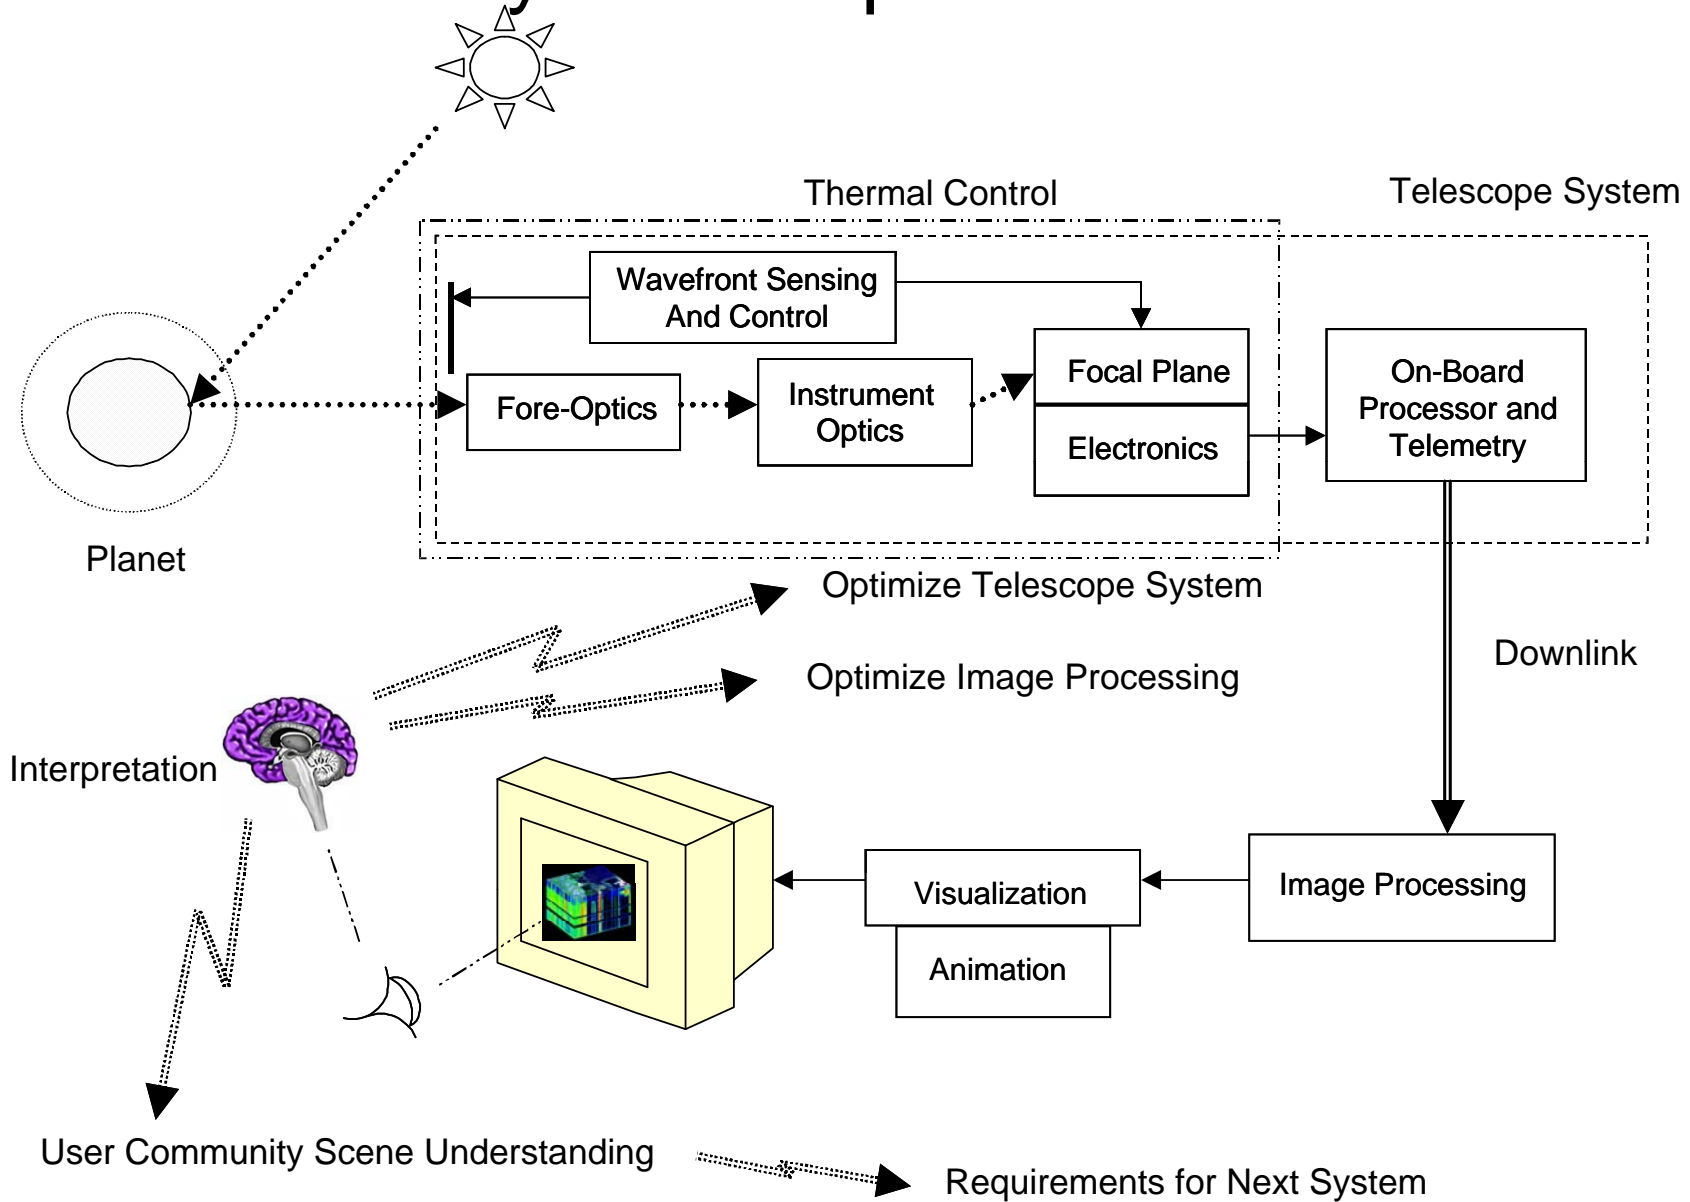 Thermal Control
Telescope System
Wavefront Sensing
And Control
Fore-Optics
Instrument
Optics
Focal Plane
Electronics
On-Board
Processor and
Telemetry
Planet
Optimize Telescope System
Downlink
Optimize Image Processing
Interpretation
Visualization
Animation
Image Processing
User Community Scene Understanding
Requirements for Next System